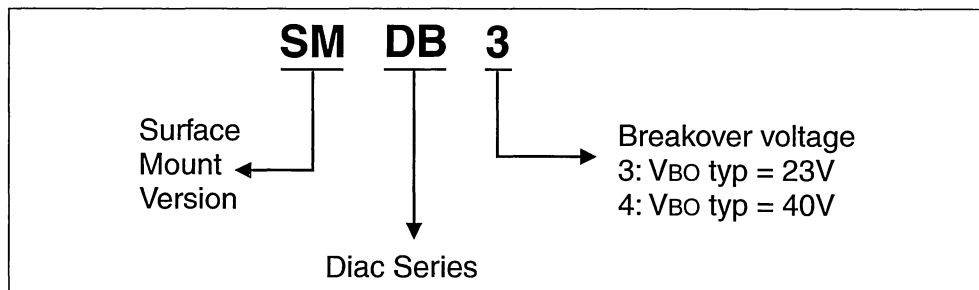 SM DB 3
Surface
Mount
Version
Breakover voltage
3: VBO typ = 23V
4: VBO typ = 40V
Diac Series